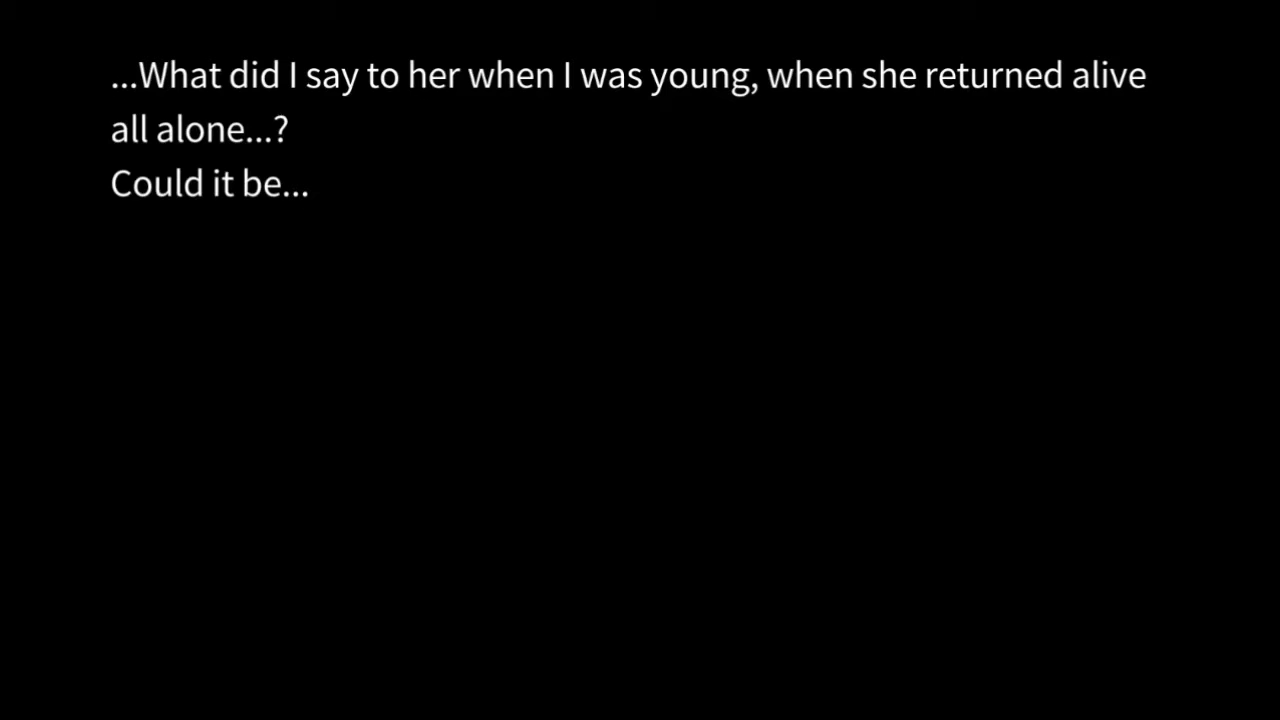 ...What did I say to her when I was young, when she returned alive
all alone...?
Could it be...